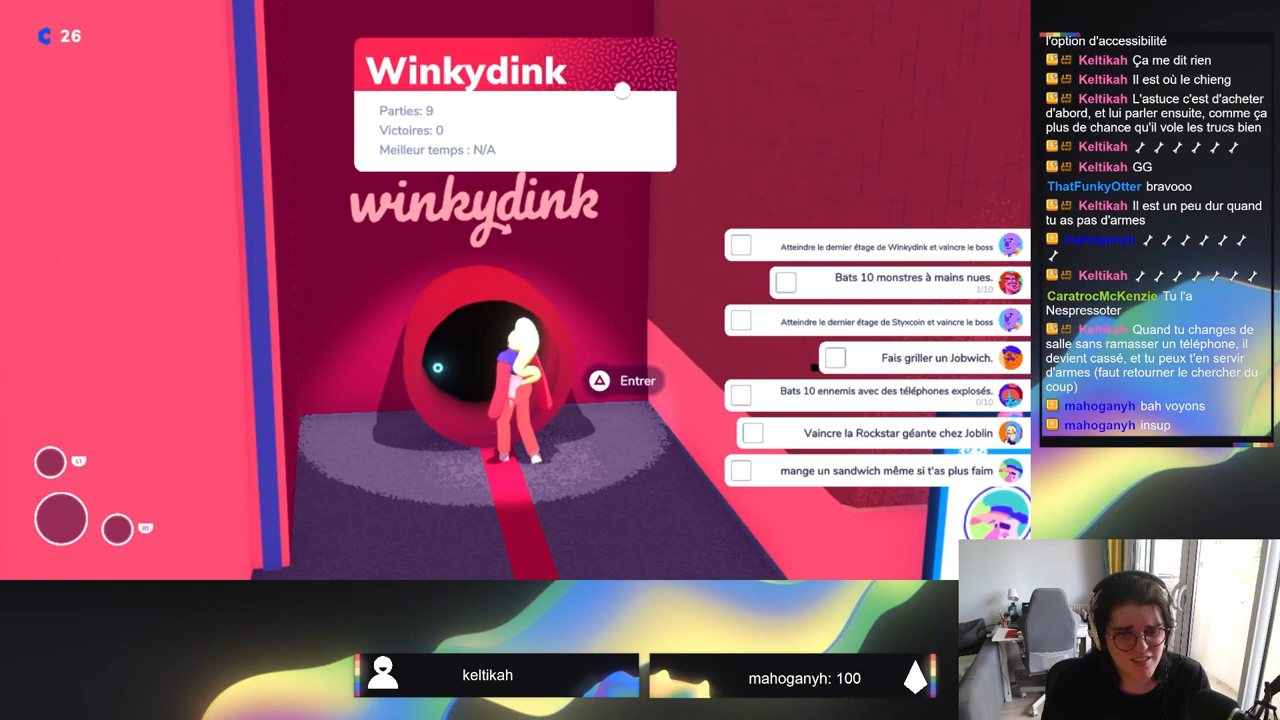 26
Winkydink
Parties: 9
Victoires: 0
Meilleur temps : N/A
winkydink
Entrer
Atteindre le dernier étage de Winkydink et vaincre le boss
Bats 10 monstres à mains nues.
1/10
Atteindre le dernier étage de Styxcoin et vaincre le boss
Fais griller un Jobwich.
Bats 10 ennemis avec des téléphones explosés.
0/10
Vaincre la Rockstar géante chez Joblin
mange un sandwich même si t'as plus faim
L1
R1
l'option d'accessibilité
Keltikah Ça me dit rien
Keltikah Il est où le chieng
Keltikah L'astuce c'est d'acheter
d'abord, et lui parler ensuite, comme ça
plus de chance qu'il vole les trucs bien
Keltikah
Keltikah GG
ThatFunkyOtter bravooo
Keltikah Il est un peu dur quand
tu as pas d'armes
mahoganyh
Keltikah
CaratrocMcKenzie Tu l'a
Nespressoter
Keltikah Quand tu changes de
salle sans ramasser un téléphone, il
devient cassé, et tu peux t'en servir
d'armes (faut retourner le chercher du
coup)
mahoganyh bah voyons
mahoganyh insup
keltikah
mahoganyh: 100